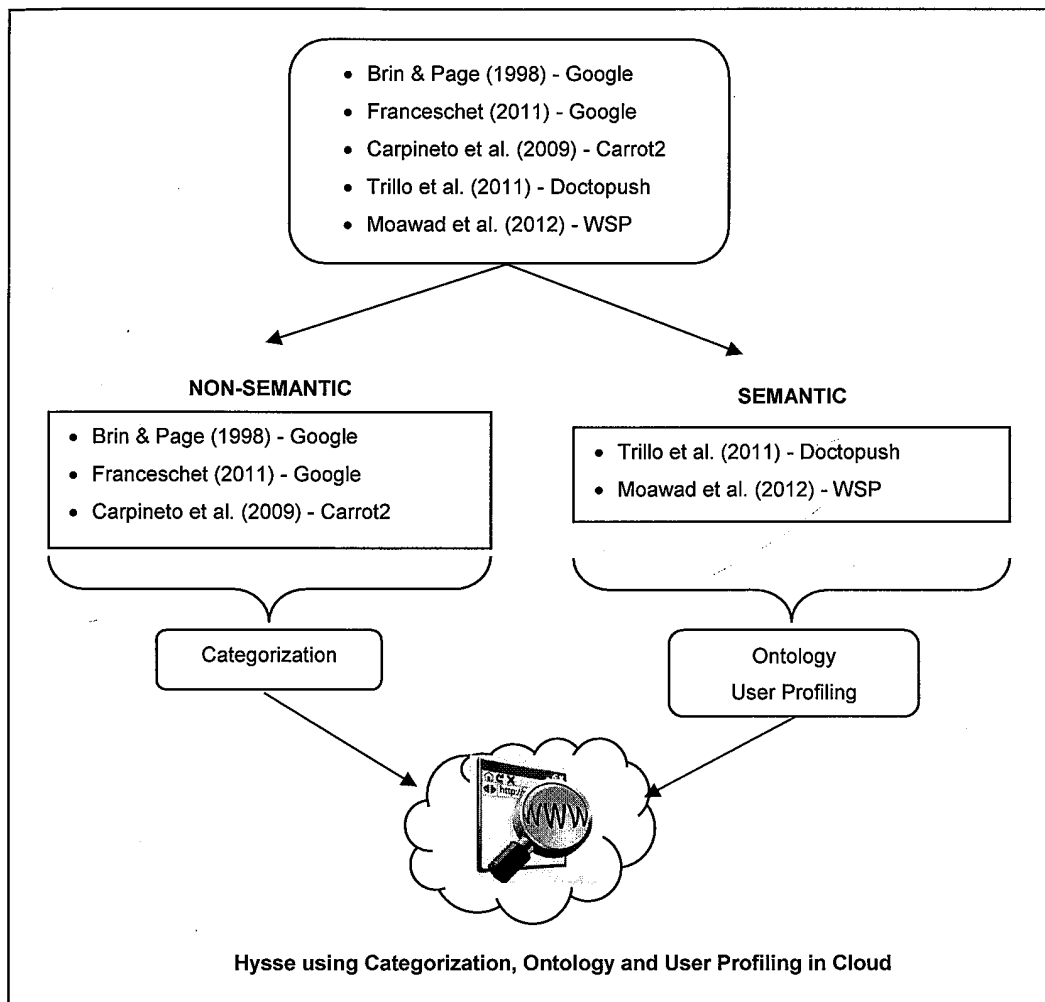 • Brin & Page (1998) - Google
• Franceschet (2011) - Google
• Carpineto et al. (2009) - Carrot2
• Trillo et al. (2011) - Doctopush
• Moawad et al. (2012) - WSP
NON-SEMANTIC
SEMANTIC
• Brin & Page (1998) - Google
• Franceschet (2011) - Google
• Carpineto et al. (2009) - Carrot2
• Trillo et al. (2011) - Doctopush
• Moawad et al. (2012) - WSP
Categorization
Ontology
User Profiling
http:/
WWW
Hysse using Categorization, Ontology and User Profiling in Cloud